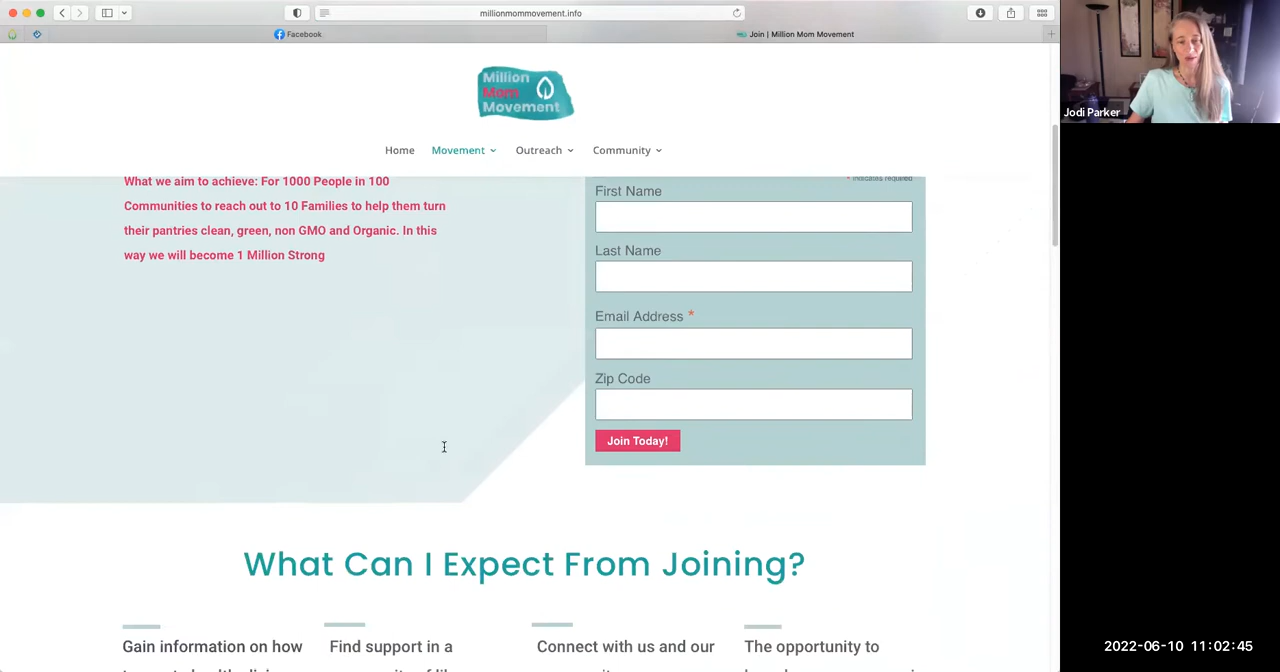 millionmommovement.info
Facebook
Join | Million Mom Movement
Million
Mom
Movement
Jodi Parker
Home
Movement
Outreach
Community
What we aim to achieve: For 1000 People in 100
Communities to reach out to 10 Families to help them turn
their pantries clean, green, non GMO and Organic. In this
way we will become 1 Million Strong
* indicates required
First Name
Last Name
Email Address *
Zip Code
Join Today!
What Can I Expect From Joining?
Gain information on how
Find support in a
Connect with us and our
The opportunity to
2022-06-10 11:02:45